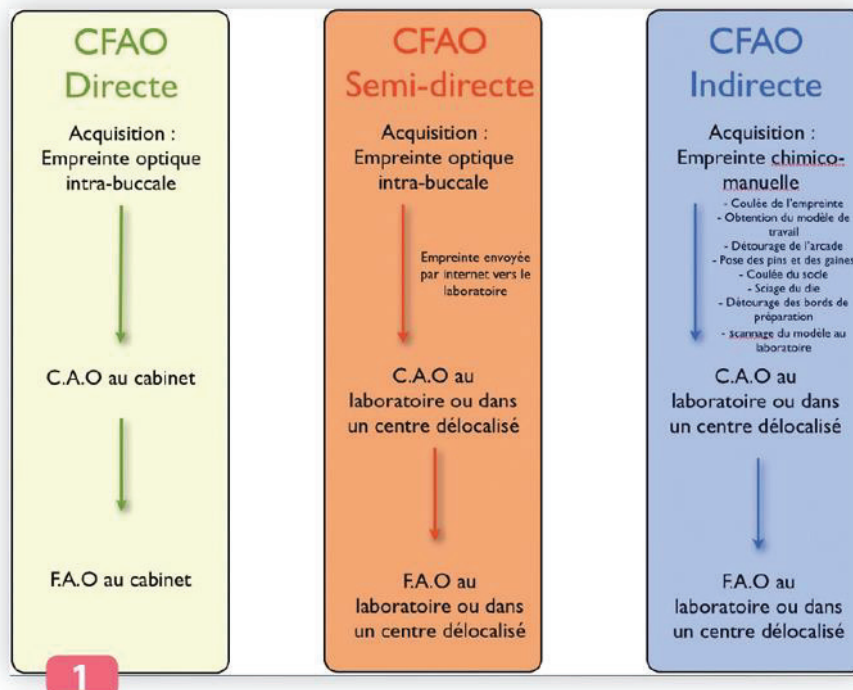 CFAO
Directe
Acquisition :
Empreinte optique
intra-buccale
C.A.O au cabinet
F.A.O au cabinet
CFAO
Semi-directe
Acquisition :
Empreinte optique
intra-buccale
Empreinte envoyée
par internet vers le
laboratoire
C.A.O au
laboratoire ou dans
un centre délocalisé
F.A.O au
laboratoire ou dans
un centre délocalisé
CFAO
Indirecte
Acquisition :
Empreinte chimico-
manuelle
- Coulée de l'empreinte
- Obtention du modèle de
travail
- Détourage de l'arcade
- Pose des pins et des gaines
- Coulée du socle
- Sciage du die
- Détourage des bords de
préparation
- scannage du modèle au
laboratoire
C.A.O au
laboratoire ou dans
un centre délocalisé
F.A.O au
laboratoire ou dans
un centre délocalisé
1